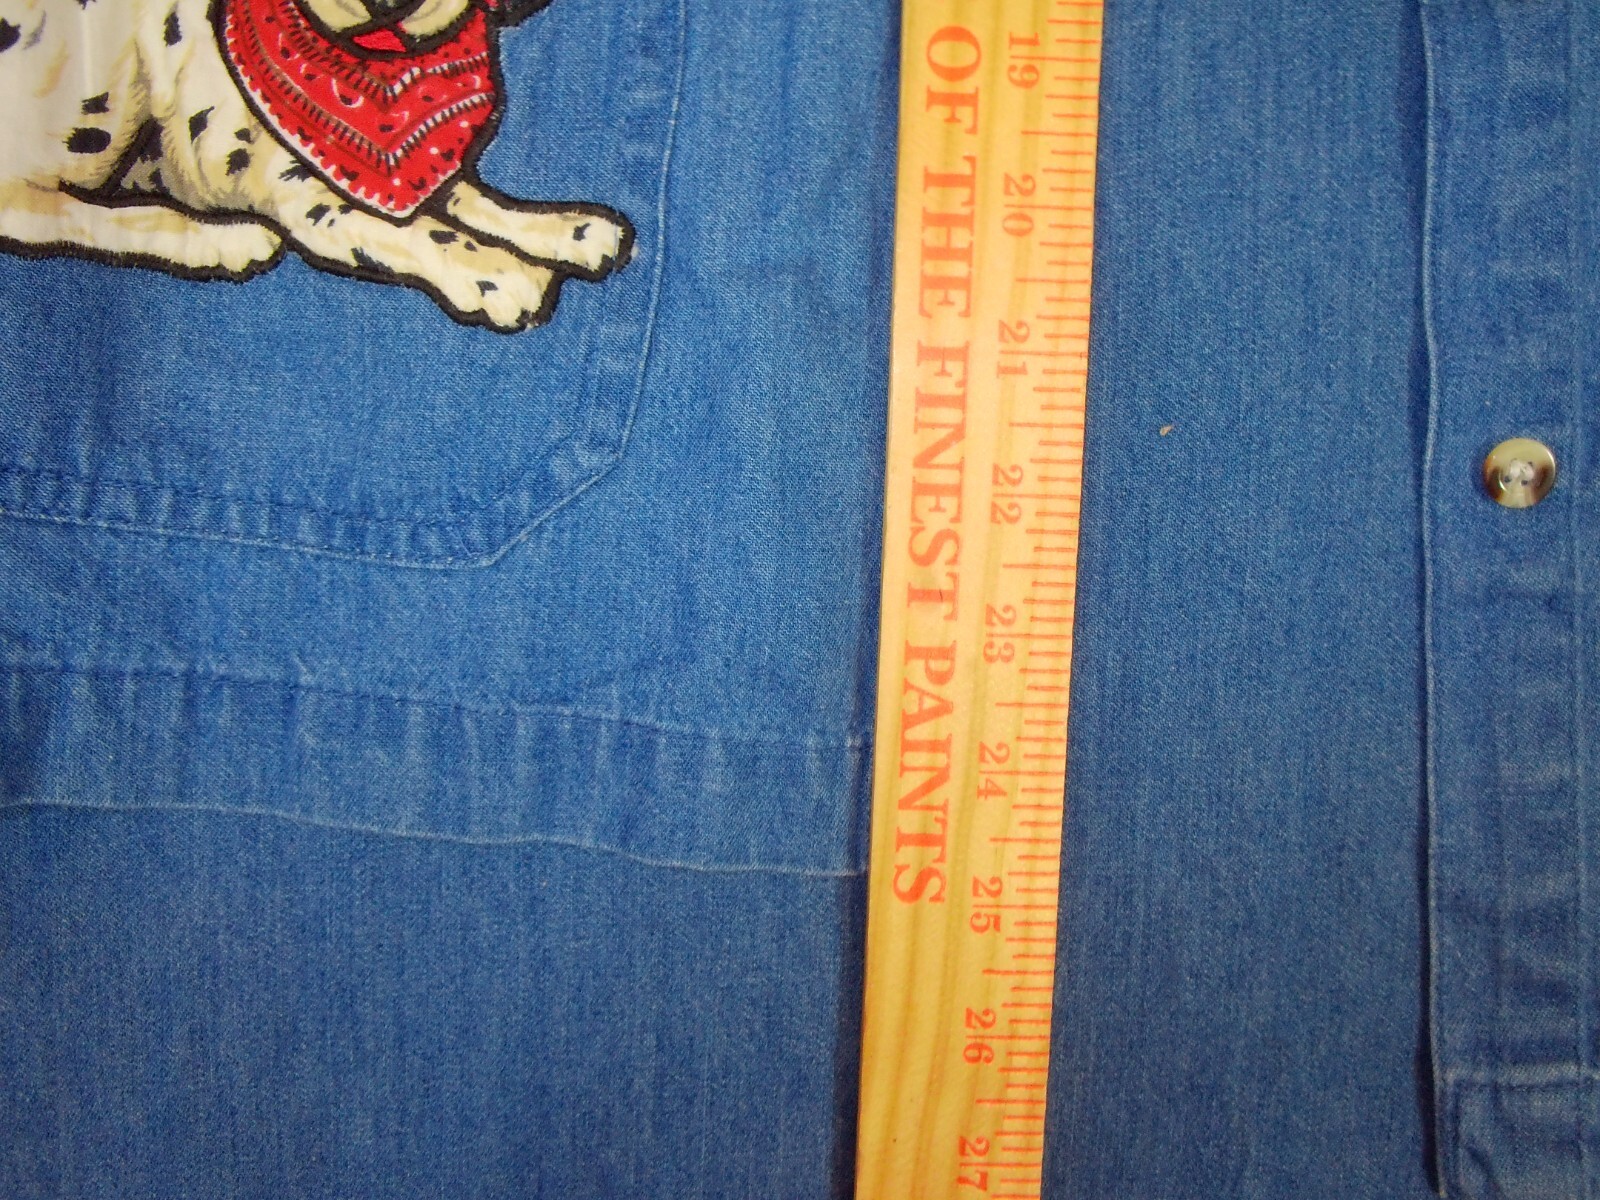 OF THE FINEST PAINTS
19 20 21 22 23 24 25 26 27